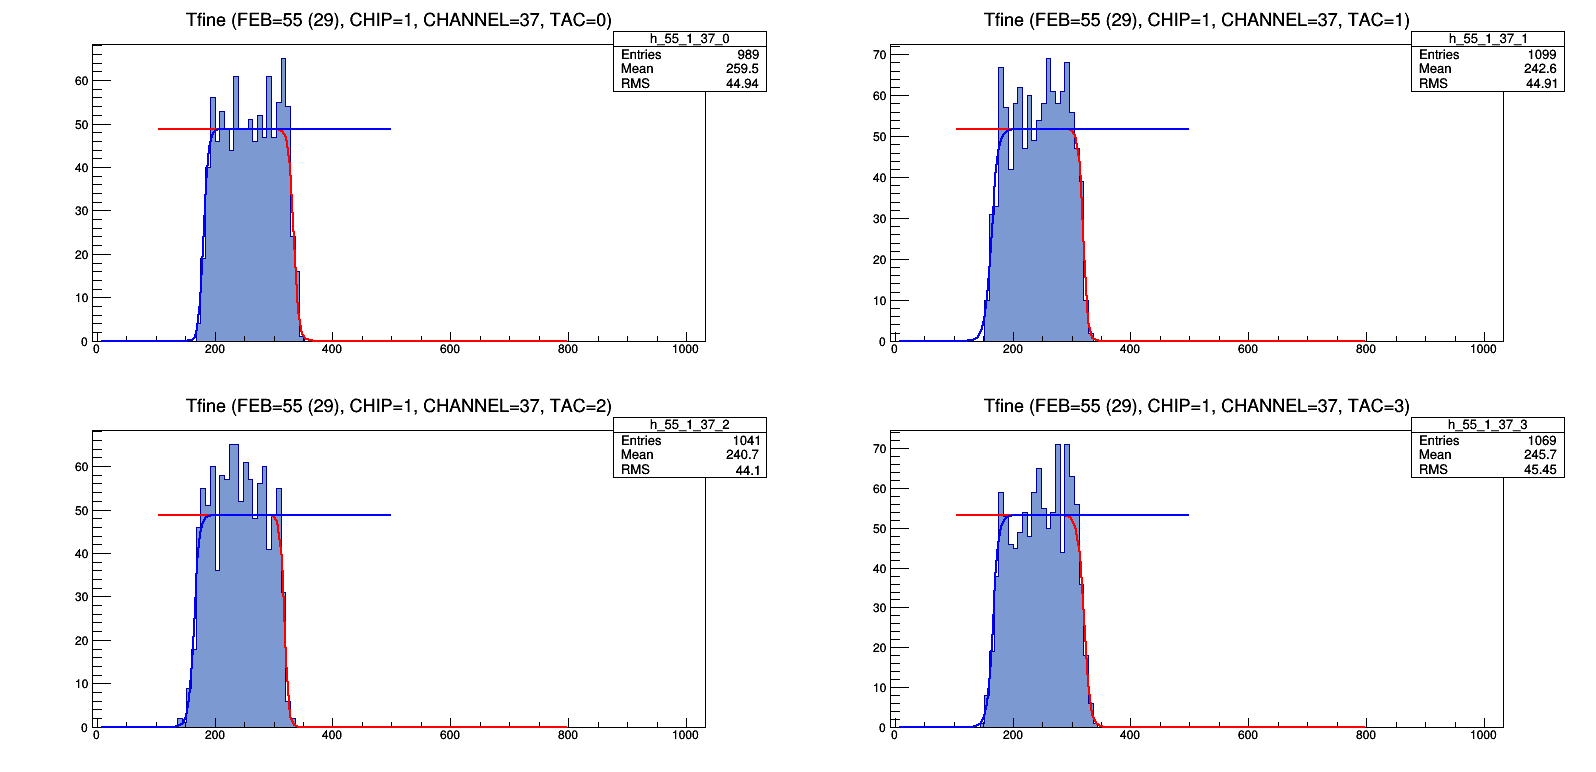 Tfine (FEB=55 (29), CHIP=1, CHANNEL=37, TAC=0)
h_55_1_37_0
Entries 989
Mean 259.5
RMS 44.94
60
50
40
30
20
10
0
0 200 400 600 800 1000
Tfine (FEB=55 (29), CHIP=1, CHANNEL=37, TAC=1)
h_55_1_37_1
Entries 1099
Mean 242.6
RMS 44.91
70
60
50
40
30
20
10
0
0 200 400 600 800 1000
Tfine (FEB=55 (29), CHIP=1, CHANNEL=37, TAC=2)
h_55_1_37_2
Entries 1041
Mean 240.7
RMS 44.1
60
50
40
30
20
10
0
0 200 400 600 800 1000
Tfine (FEB=55 (29), CHIP=1, CHANNEL=37, TAC=3)
h_55_1_37_3
Entries 1069
Mean 245.7
RMS 45.45
70
60
50
40
30
20
10
0
0 200 400 600 800 1000